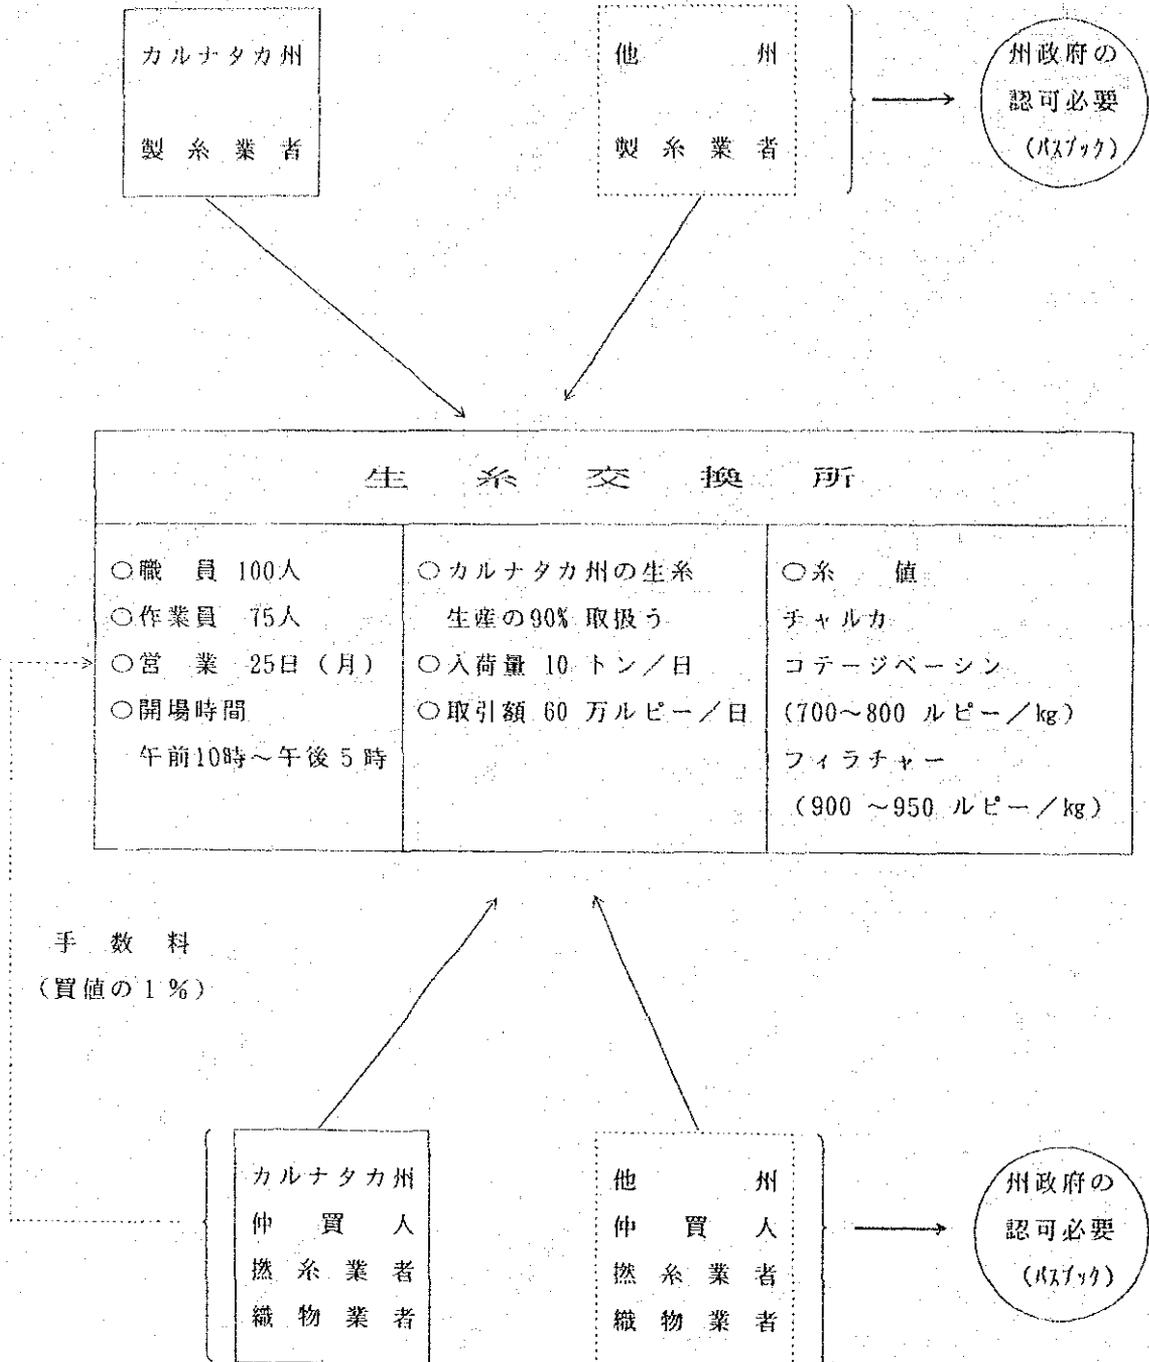 カルナタカ州
製糸業者
他州
製糸業者
州政府の
認可必要
(パスブック)
生糸交換所
○職員 100人
○作業員 75人
○営業 25日(月)
○開場時間
午前10時～午後5時
○カルナタカ州の生糸
生産の90%取扱う
○入荷量 10トン/日
○取引額 60万ルピー/日
○糸値
チャルカ
コテージベーシン
(700～800 ルピー/kg)
フィラチャー
(900～950 ルピー/kg)
手数料
(買値の1%)
カルナタカ州
仲買人
撚糸業者
織物業者
他州
仲買人
撚糸業者
織物業者
州政府の
認可必要
(パスブック)